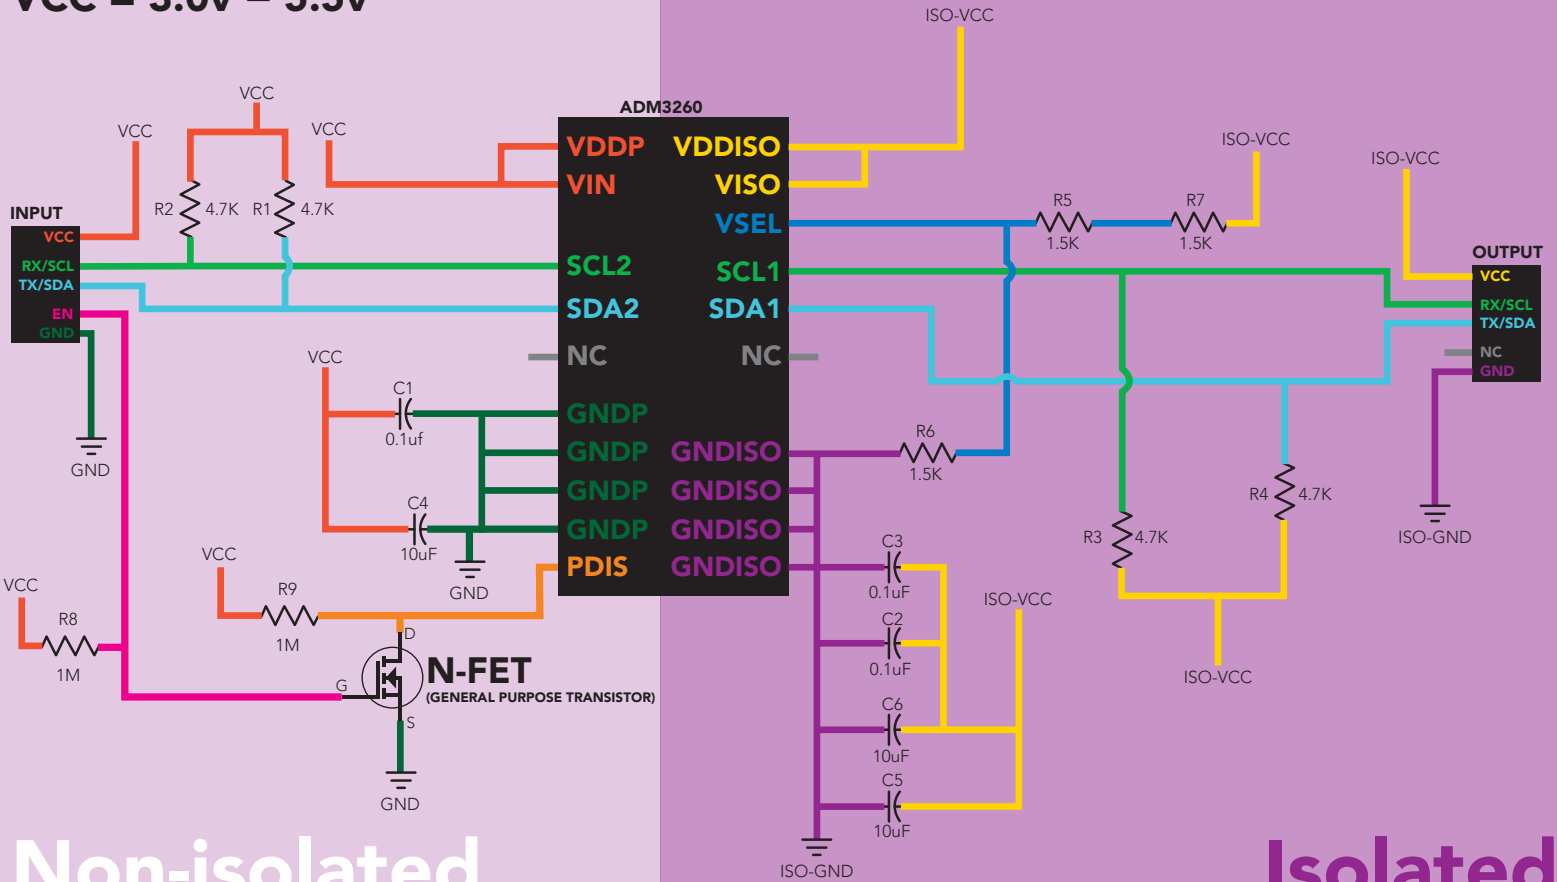 VCC = 3.0v – 5.5v
ISO-VCC
VCC
VCC
VCC
ADM3260
VDDP VDDISO
VIN VISO
VSEL
SCL2 SCL1
SDA2 SDA1
NC NC
GNDP
GNDP GNDISO
GNDP GNDISO
GNDP GNDISO
PDIS GNDISO
R2 4.7K R1 4.7K
INPUT
VCC
RX/SCL
TX/SDA
EN
GND
GND
VCC
C1
0.1uf
C4
10uF
GND
VCC
R9
1M
VCC
R8
1M
D
G
S
N-FET
(GENERAL PURPOSE TRANSISTOR)
GND
R5
1.5K
R7
1.5K
ISO-VCC
ISO-VCC
OUTPUT
VCC
RX/SCL
TX/SDA
NC
GND
ISO-GND
R6
1.5K
R4 4.7K
R3 4.7K
ISO-VCC
C3
0.1uF
C2
0.1uF
C6
10uF
C5
10uF
ISO-VCC
ISO-GND
Non-isolated
Isolated